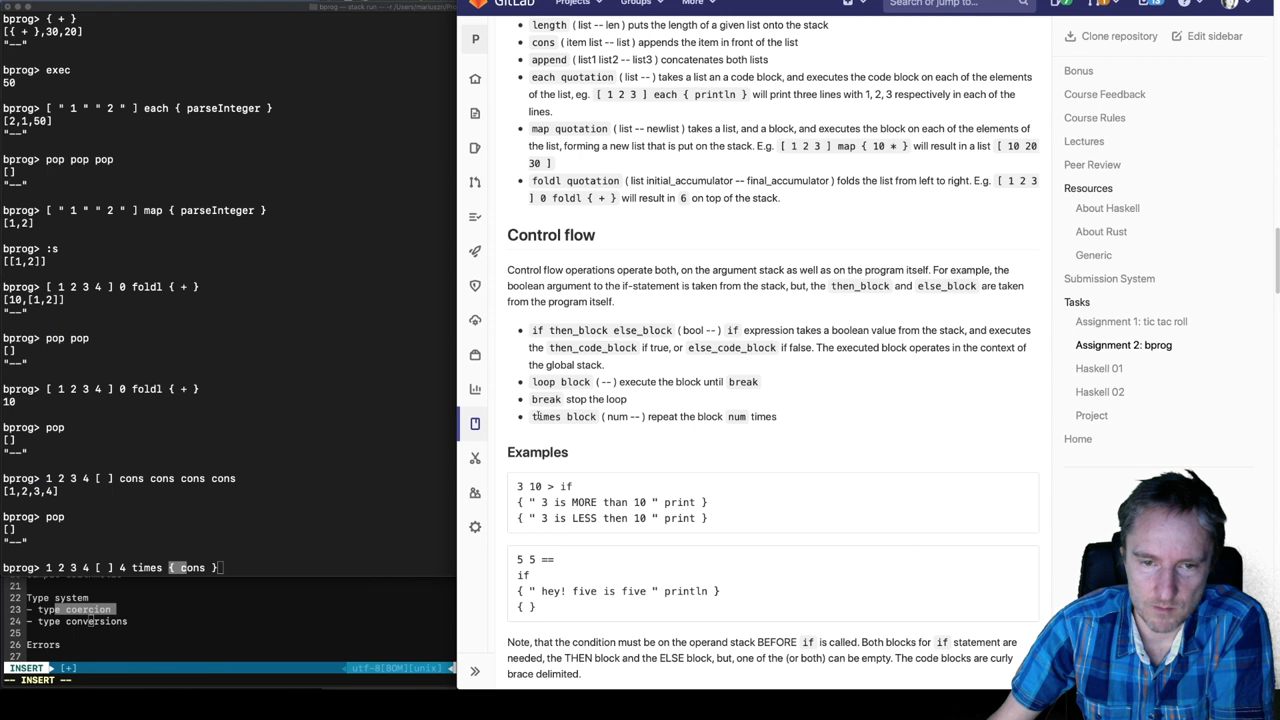 bprog — stack run -- -r /Users/mariuszn/
bprog> { + }
[{ + },30,20]
"--"
bprog> exec
50
bprog> [ " 1 " " 2 " ] each { parseInteger }
[2,1,50]
"--"
bprog> pop pop pop
[]
"--"
bprog> [ " 1 " " 2 " ] map { parseInteger }
[1,2]
bprog> :s
[[1,2]]
bprog> [ 1 2 3 4 ] 0 foldl { + }
[10,[1,2]]
"--"
bprog> pop pop
[]
"--"
bprog> [ 1 2 3 4 ] 0 foldl { + }
10
bprog> pop
[]
"--"
bprog> 1 2 3 4 [ ] cons cons cons cons
[1,2,3,4]
bprog> pop
[]
"--"
bprog> 1 2 3 4 [ ] 4 times { cons }
21
22 Type system
23 - type coercion
24 - type conversions
25
26 Errors
27
INSERT [+] utf-8[BOM][unix]
-- INSERT --
GitLab
Projects
Groups
More
Search or jump to...
P
length ( list -- len ) puts the length of a given list onto the stack
cons ( item list -- list ) appends the item in front of the list
append ( list1 list2 -- list3 ) concatenates both lists
each quotation ( list -- ) takes a list an a code block, and executes the code block on each of the elements
of the list, eg. [ 1 2 3 ] each { println } will print three lines with 1, 2, 3 respectively in each of the
lines.
map quotation ( list -- newlist ) takes a list, and a block, and executes the block on each of the elements of
the list, forming a new list that is put on the stack. E.g. [ 1 2 3 ] map { 10 * } will result in a list [ 10 20
30 ]
foldl quotation ( list initial_accumulator -- final_accumulator ) folds the list from left to right. E.g. [ 1 2 3
] 0 foldl { + } will result in 6 on top of the stack.
Control flow
Control flow operations operate both, on the argument stack as well as on the program itself. For example, the
boolean argument to the if-statement is taken from the stack, but, the then_block and else_block are taken
from the program itself.
if then_block else_block ( bool -- ) if expression takes a boolean value from the stack, and executes
the then_code_block if true, or else_code_block if false. The executed block operates in the context of
the global stack.
loop block ( -- ) execute the block until break
break stop the loop
times block ( num -- ) repeat the block num times
Examples
3 10 > if
{ " 3 is MORE than 10 " print }
{ " 3 is LESS then 10 " print }
5 5 ==
if
{ " hey! five is five " println }
{ }
Note, that the condition must be on the operand stack BEFORE if is called. Both blocks for if statement are
needed, the THEN block and the ELSE block, but, one of the (or both) can be empty. The code blocks are curly
brace delimited.
Clone repository
Edit sidebar
Bonus
Course Feedback
Course Rules
Lectures
Peer Review
Resources
About Haskell
About Rust
Generic
Submission System
Tasks
Assignment 1: tic tac roll
Assignment 2: bprog
Haskell 01
Haskell 02
Project
Home